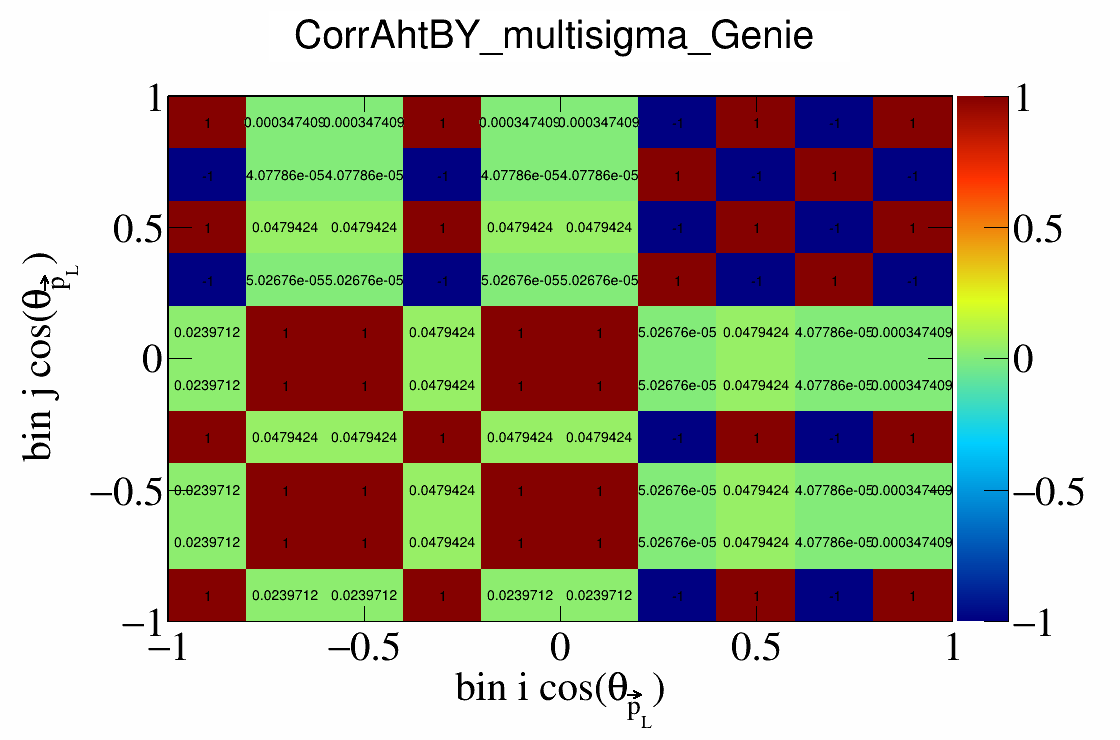 CorrAhtBY_multisigma_Genie
1 1 0.000347409 0.000347409 1 0.000347409 0.000347409 -1 1 -1 1 1
-1 4.07786e-05 4.07786e-05 -1 4.07786e-05 4.07786e-05 1 -1 1 -1
0.5 1 0.0479424 0.0479424 1 0.0479424 0.0479424 -1 1 -1 1 0.5
-1 5.02676e-05 5.02676e-05 -1 5.02676e-05 5.02676e-05 1 -1 1 -1
0.0239712 1 1 0.0479424 1 1 5.02676e-05 0.0479424 4.07786e-05 0.000347409
0 0
0.0239712 1 1 0.0479424 1 1 5.02676e-05 0.0479424 4.07786e-05 0.000347409
1 0.0479424 0.0479424 1 0.0479424 0.0479424 -1 1 -1 1
−0.5 0.0239712 1 1 0.0479424 1 1 5.02676e-05 0.0479424 4.07786e-05 0.000347409 −0.5
0.0239712 1 1 0.0479424 1 1 5.02676e-05 0.0479424 4.07786e-05 0.000347409
1 0.0239712 0.0239712 1 0.0239712 0.0239712 -1 1 -1 1
−1 −1
−1 −0.5 0 0.5 1
bin i cos(θ p⃗ L)
bin j cos(θ p⃗ L)